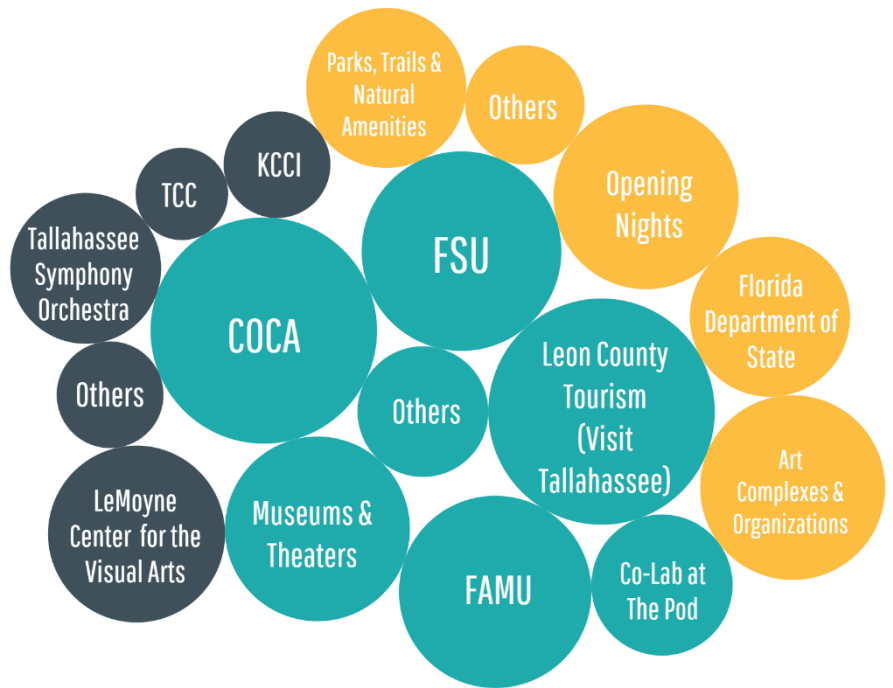 Parks, Trails &
Natural
Amenities
Others
KCCI
TCC
Opening
Nights
Tallahassee
Symphony
Orchestra
FSU
COCA
Florida
Department of
State
Leon County
Tourism
(Visit
Tallahassee)
Others
Others
Art
Complexes &
Organizations
LeMoyne
Center for the
Visual Arts
Museums &
Theaters
FAMU
Co-Lab at
The Pod